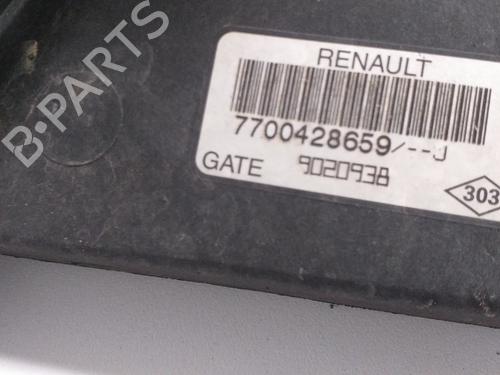 B-PARTS
RENAULT
7700428659/--J
GATE 9020938
303